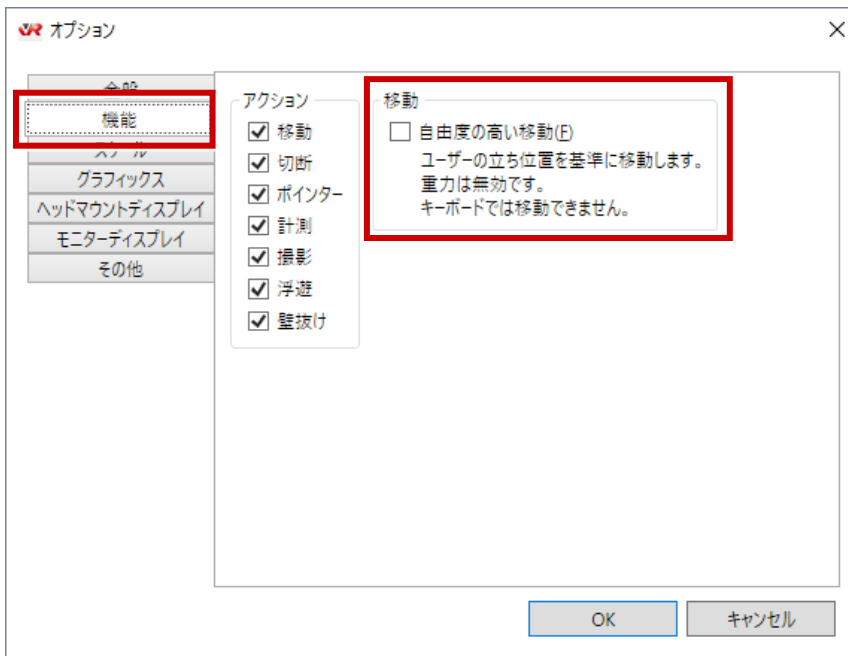 VR オプション
全般
機能
スケール
グラフィックス
ヘッドマウントディスプレイ
モニターディスプレイ
その他
アクション
移動
切断
ポインター
計測
撮影
浮遊
壁抜け
移動
自由度の高い移動(F)
ユーザーの立ち位置を基準に移動します。
重力は無効です。
キーボードでは移動できません。
OK
キャンセル